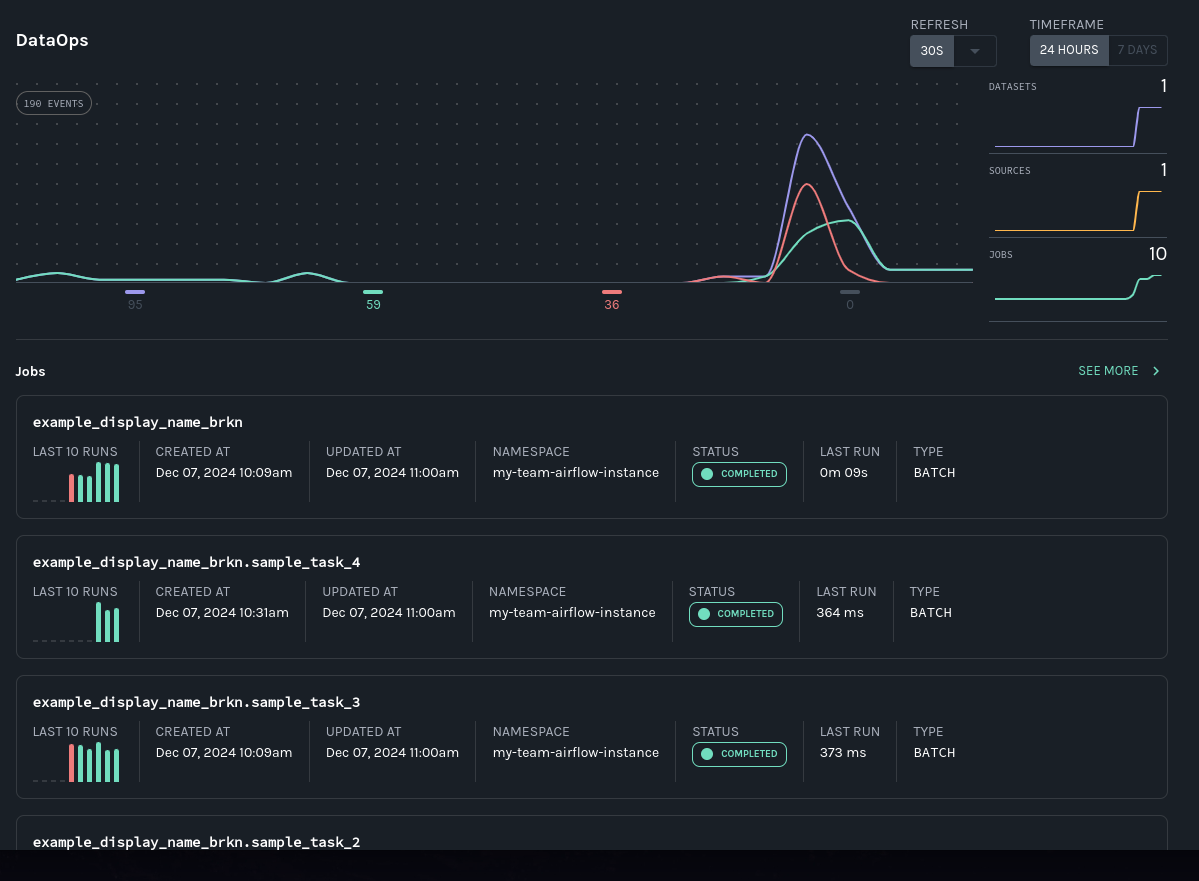 DataOps
REFRESH
30S
TIMEFRAME
24 HOURS
7 DAYS
190 EVENTS
DATASETS
1
SOURCES
1
JOBS
10
95
59
36
0
Jobs
SEE MORE
example_display_name_brkn
LAST 10 RUNS
CREATED AT
Dec 07, 2024 10:09am
UPDATED AT
Dec 07, 2024 11:00am
NAMESPACE
my-team-airflow-instance
STATUS
COMPLETED
LAST RUN
0m 09s
TYPE
BATCH
example_display_name_brkn.sample_task_4
LAST 10 RUNS
CREATED AT
Dec 07, 2024 10:31am
UPDATED AT
Dec 07, 2024 11:00am
NAMESPACE
my-team-airflow-instance
STATUS
COMPLETED
LAST RUN
364 ms
TYPE
BATCH
example_display_name_brkn.sample_task_3
LAST 10 RUNS
CREATED AT
Dec 07, 2024 10:09am
UPDATED AT
Dec 07, 2024 11:00am
NAMESPACE
my-team-airflow-instance
STATUS
COMPLETED
LAST RUN
373 ms
TYPE
BATCH
example_display_name_brkn.sample_task_2